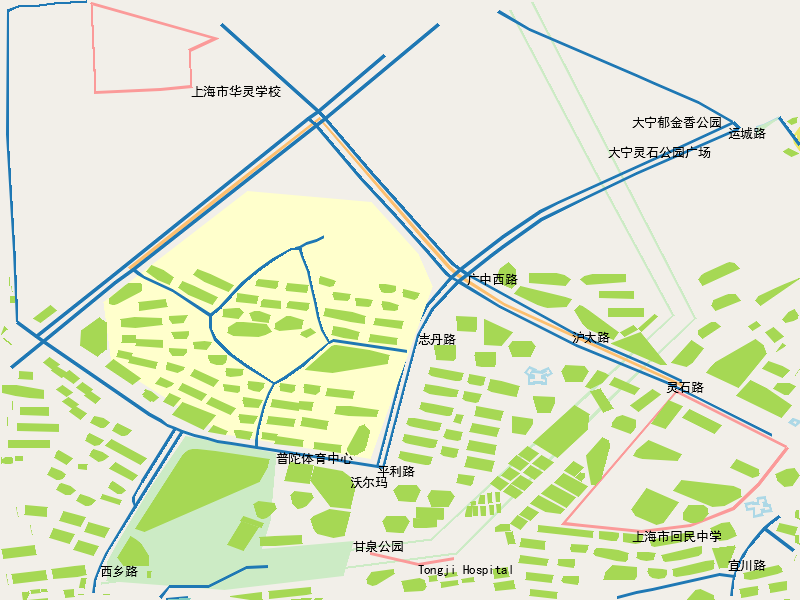 上海市华灵学校
大宁郁金香公园
运城路
大宁灵石公园广场
广中西路
志丹路
沪太路
灵石路
普陀体育中心
平利路
沃尔玛
上海市回民中学
甘泉公园
宜川路
西乡路
Tongji Hospital